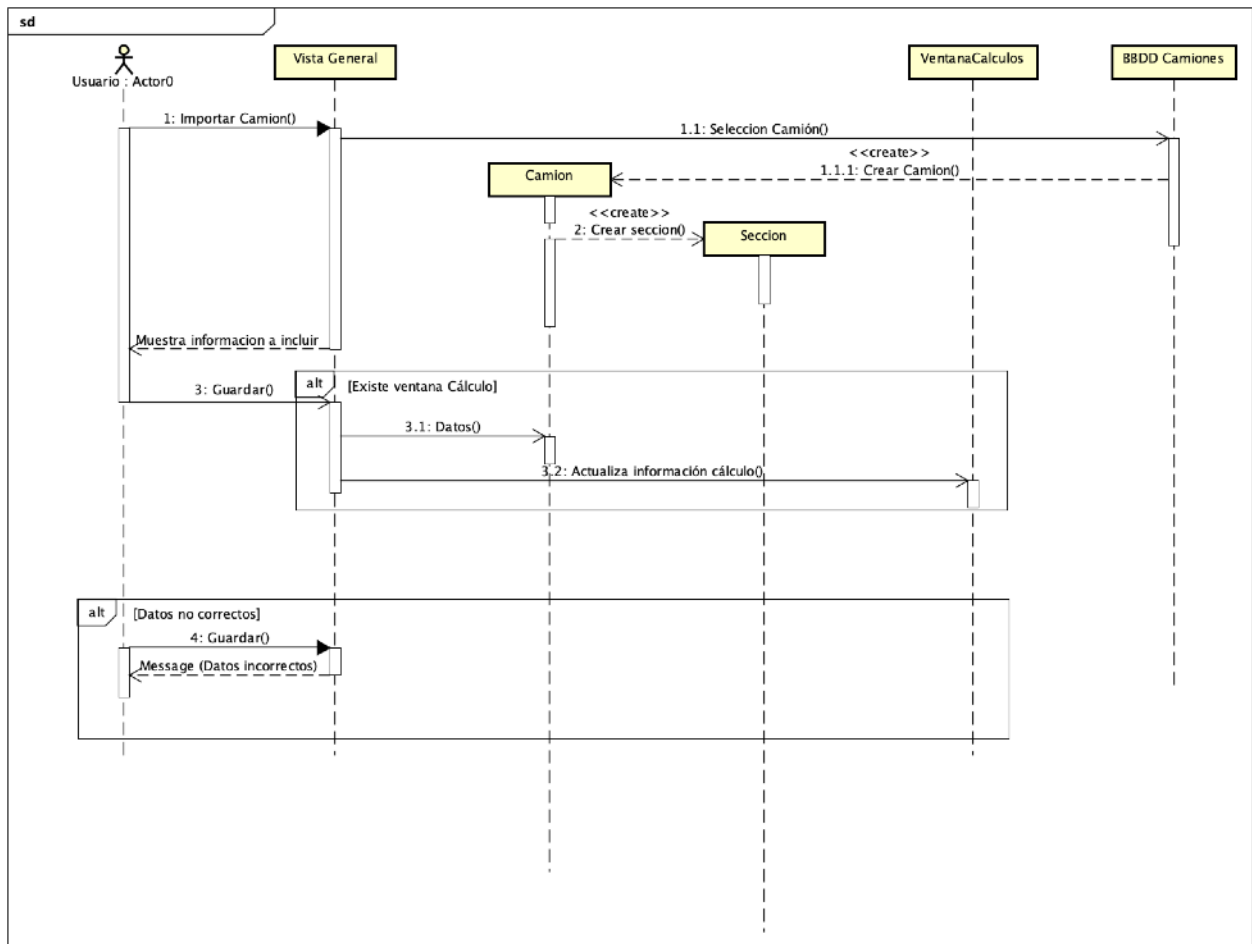 sd
Usuario : Actor0
Vista General
VentanaCalculos
BBDD Camiones
1: Importar Camion()
1.1: Seleccion Camión()
<<create>>
1.1.1: Crear Camion()
Camion
<<create>>
2: Crear seccion()
Seccion
Muestra informacion a incluir
alt
[Existe ventana Cálculo]
3: Guardar()
3.1: Datos()
3.2: Actualiza información cálculo()
alt
[Datos no correctos]
4: Guardar()
Message (Datos incorrectos)